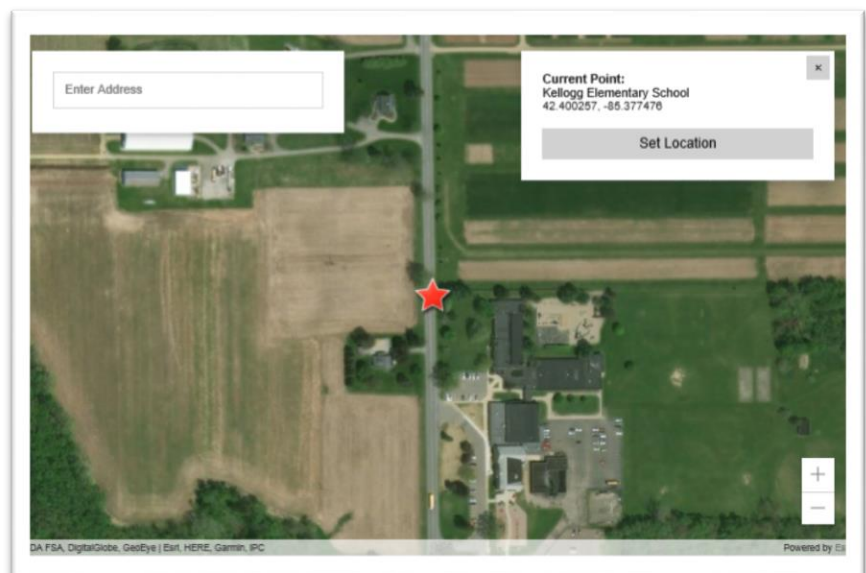 Enter Address
×
Current Point:
Kellogg Elementary School
42.400257, -85.377476
Set Location
+
−
DA FSA, DigitalGlobe, GeoEye | Esri, HERE, Garmin, IPC
Powered by Es